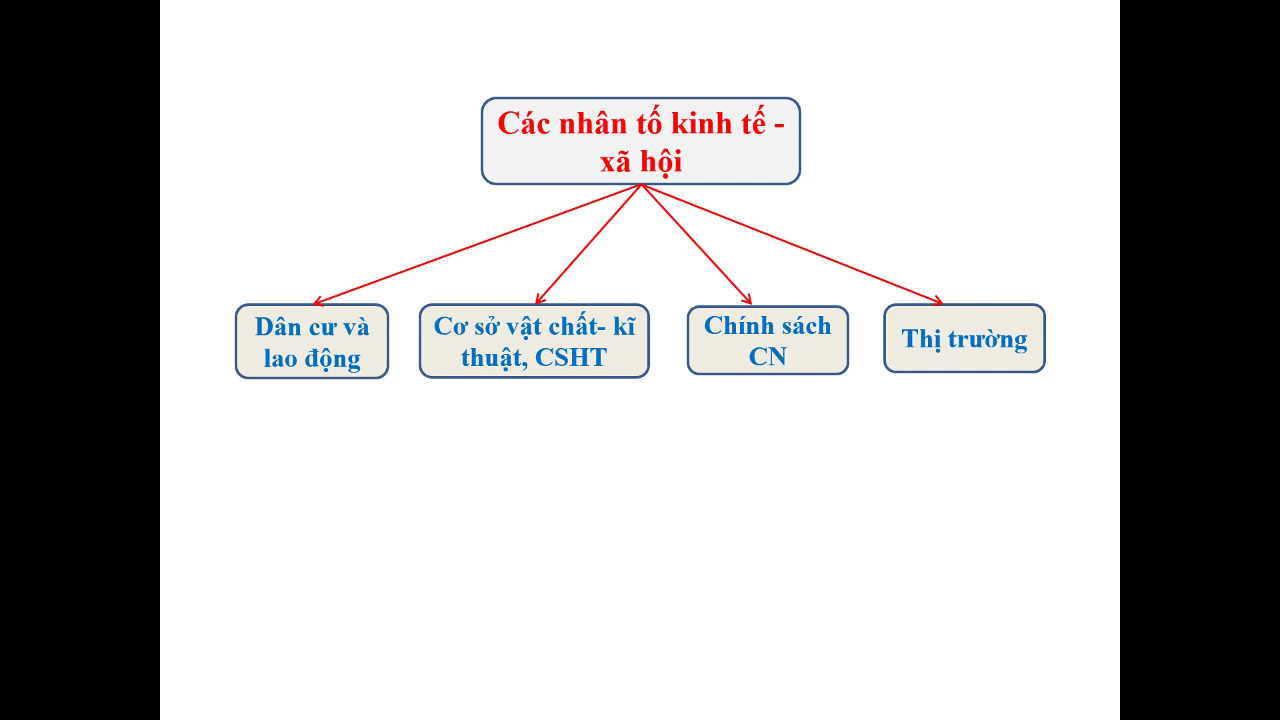 Các nhân tố kinh tế -
xã hội
Dân cư và
lao động
Cơ sở vật chất- kĩ
thuật, CSHT
Chính sách
CN
Thị trường